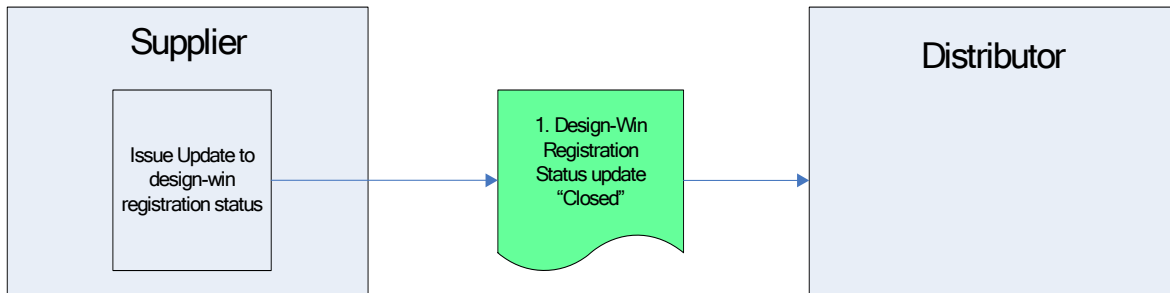 Supplier
Issue Update to
design-win
registration status
1. Design-Win
Registration
Status update
“Closed”
Distributor